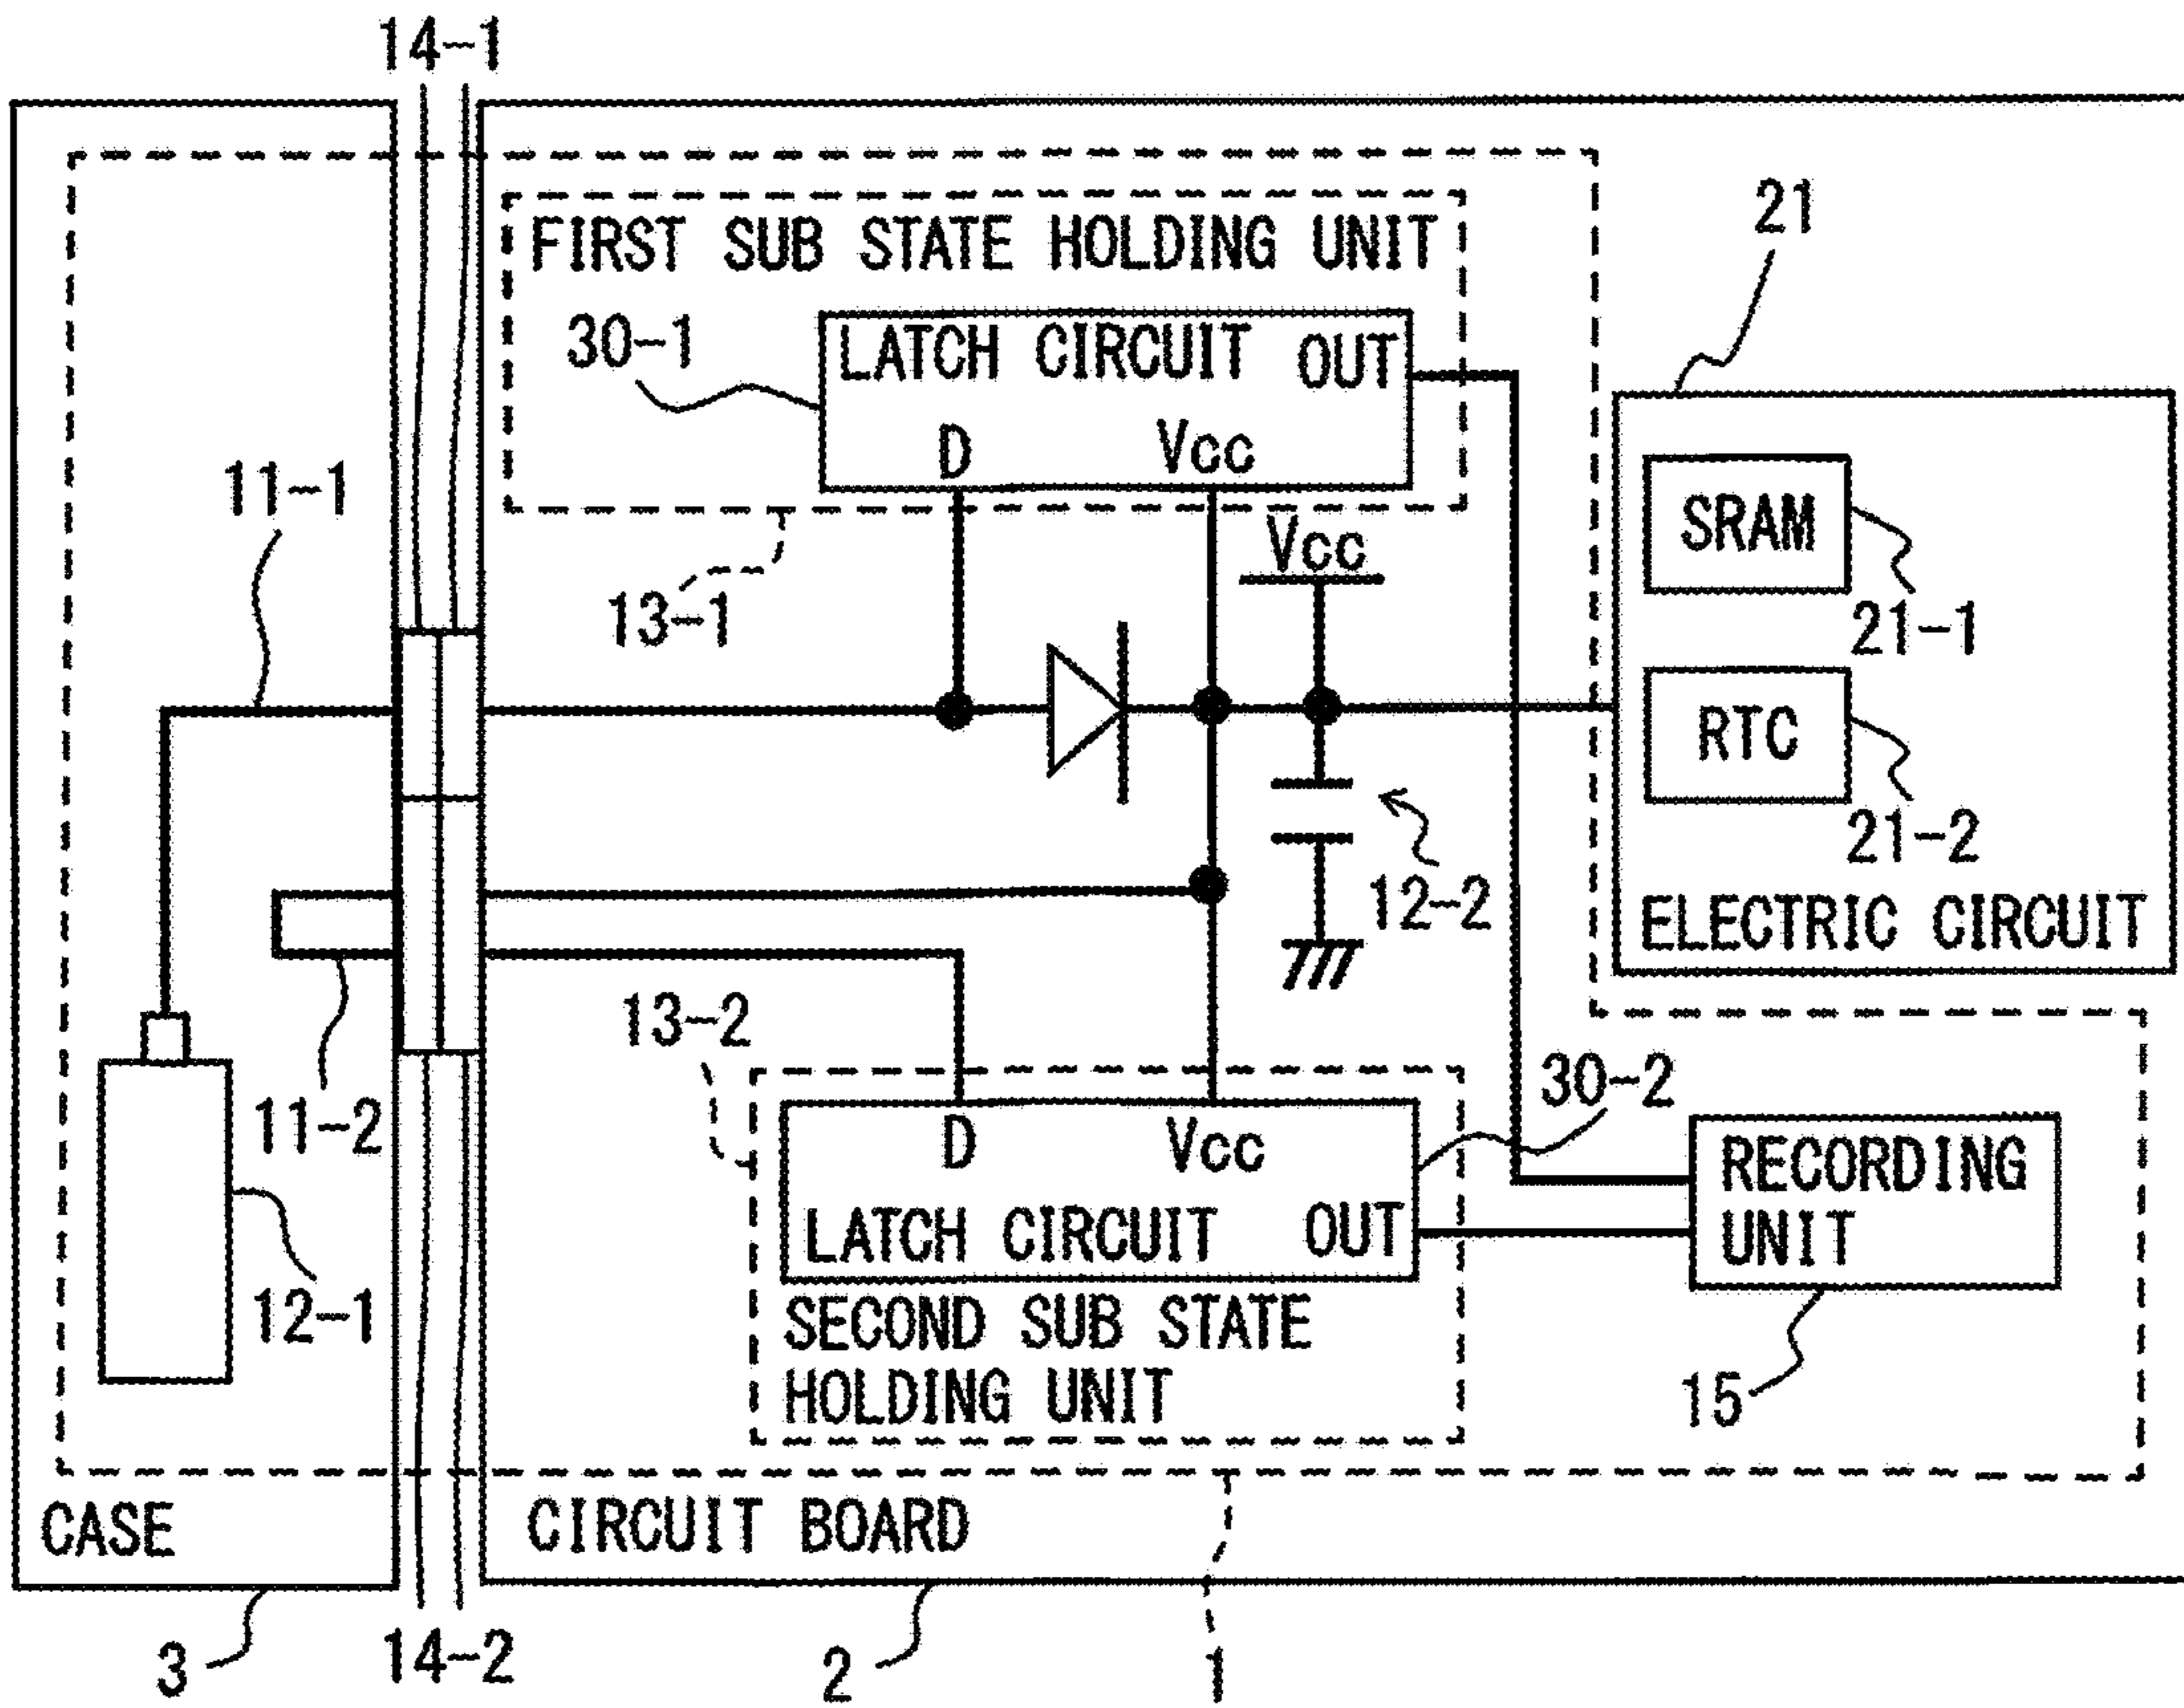 14-1
FIRST SUB STATE HOLDING UNIT
21
30-1
LATCH CIRCUIT OUT
D Vcc
11-1
SRAM
Vcc
13-1
21-1
RTC
21-2
12-2
ELECTRIC CIRCUIT
13-2
30-2
11-2
D Vcc
RECORDING
UNIT
LATCH CIRCUIT OUT
12-1
SECOND SUB STATE
HOLDING UNIT
15
CASE
CIRCUIT BOARD
3
14-2
2
1